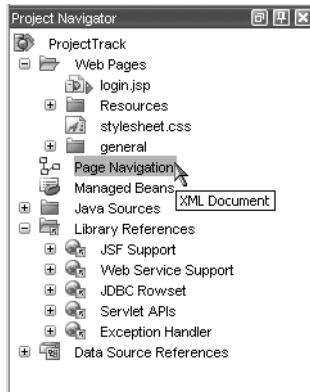 Project Navigator
ProjectTrack
Web Pages
login.jsp
Resources
stylesheet.css
general
Page Navigation
Managed Beans
XML Document
Java Sources
Library References
JSF Support
Web Service Support
JDBC Rowset
Servlet APIs
Exception Handler
Data Source References